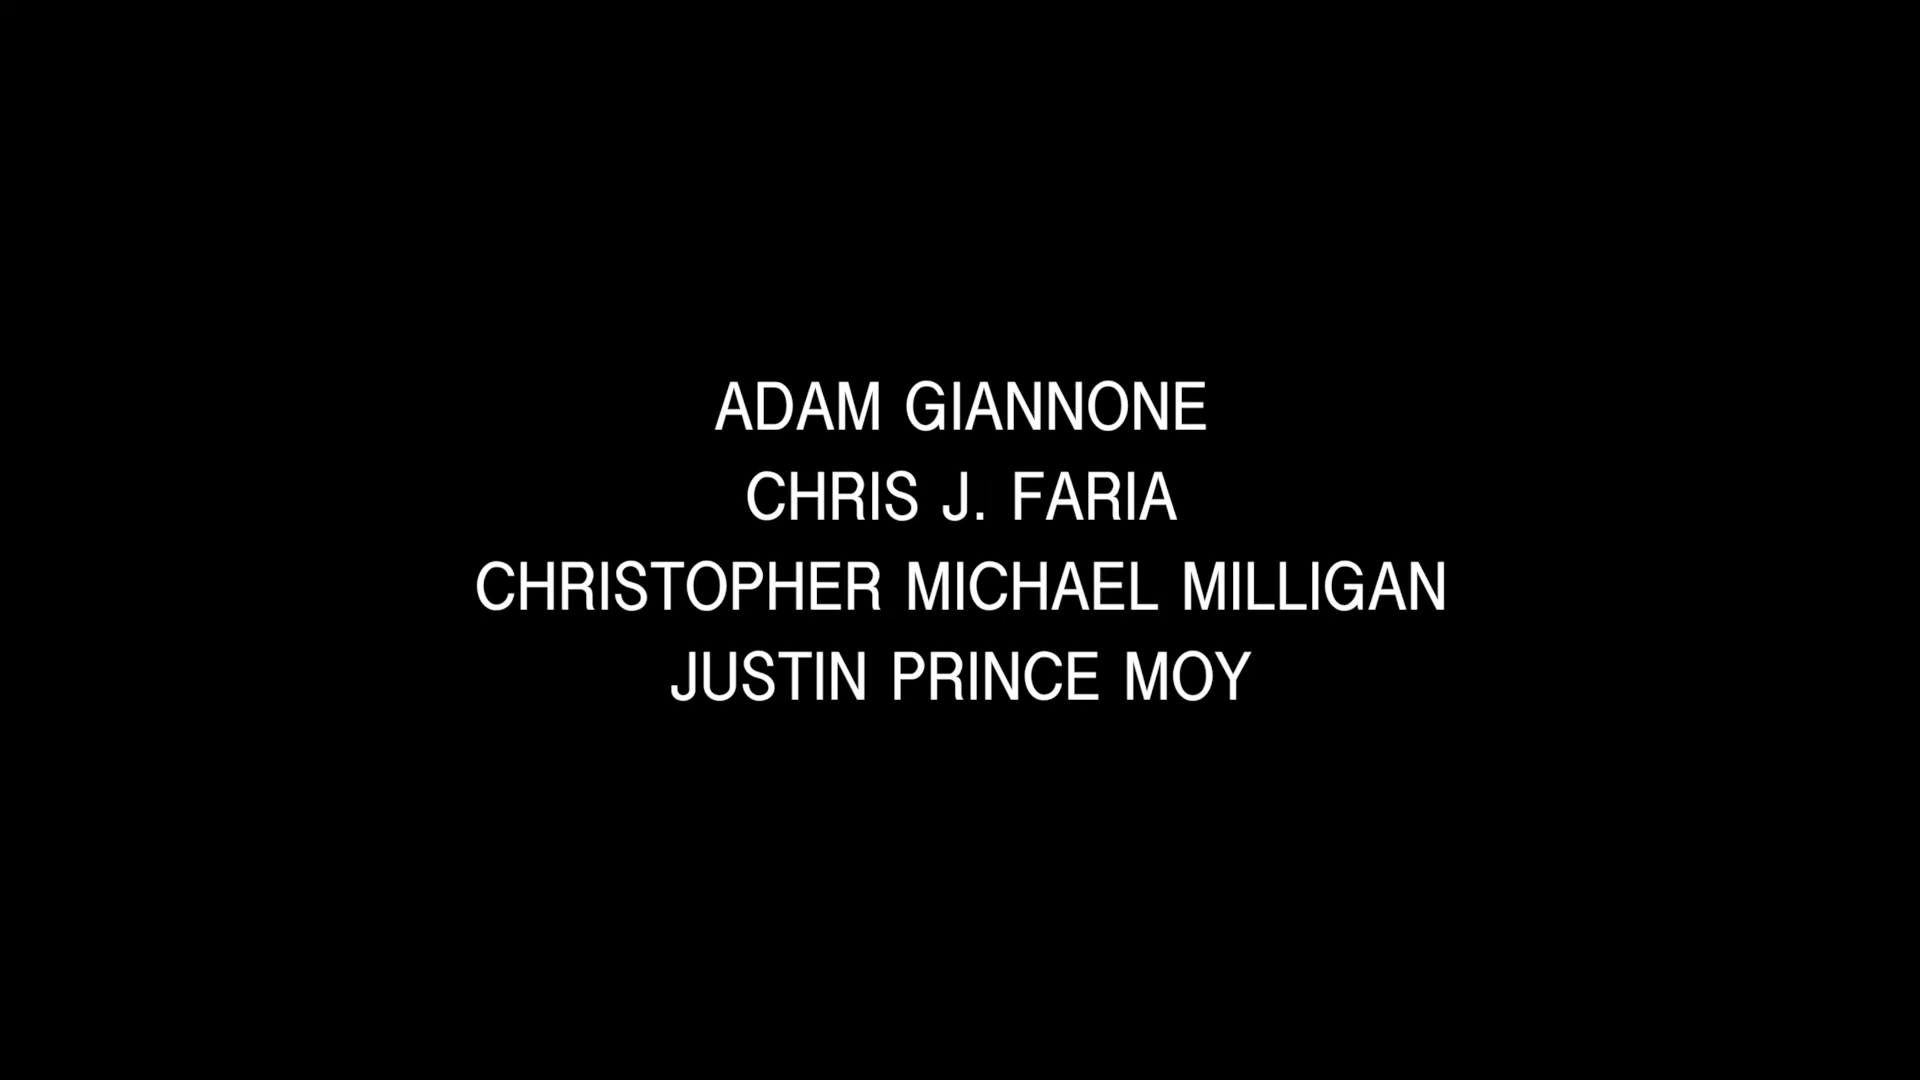 ADAM GIANNONE
CHRIS J. FARIA
CHRISTOPHER MICHAEL MILLIGAN
JUSTIN PRINCE MOY